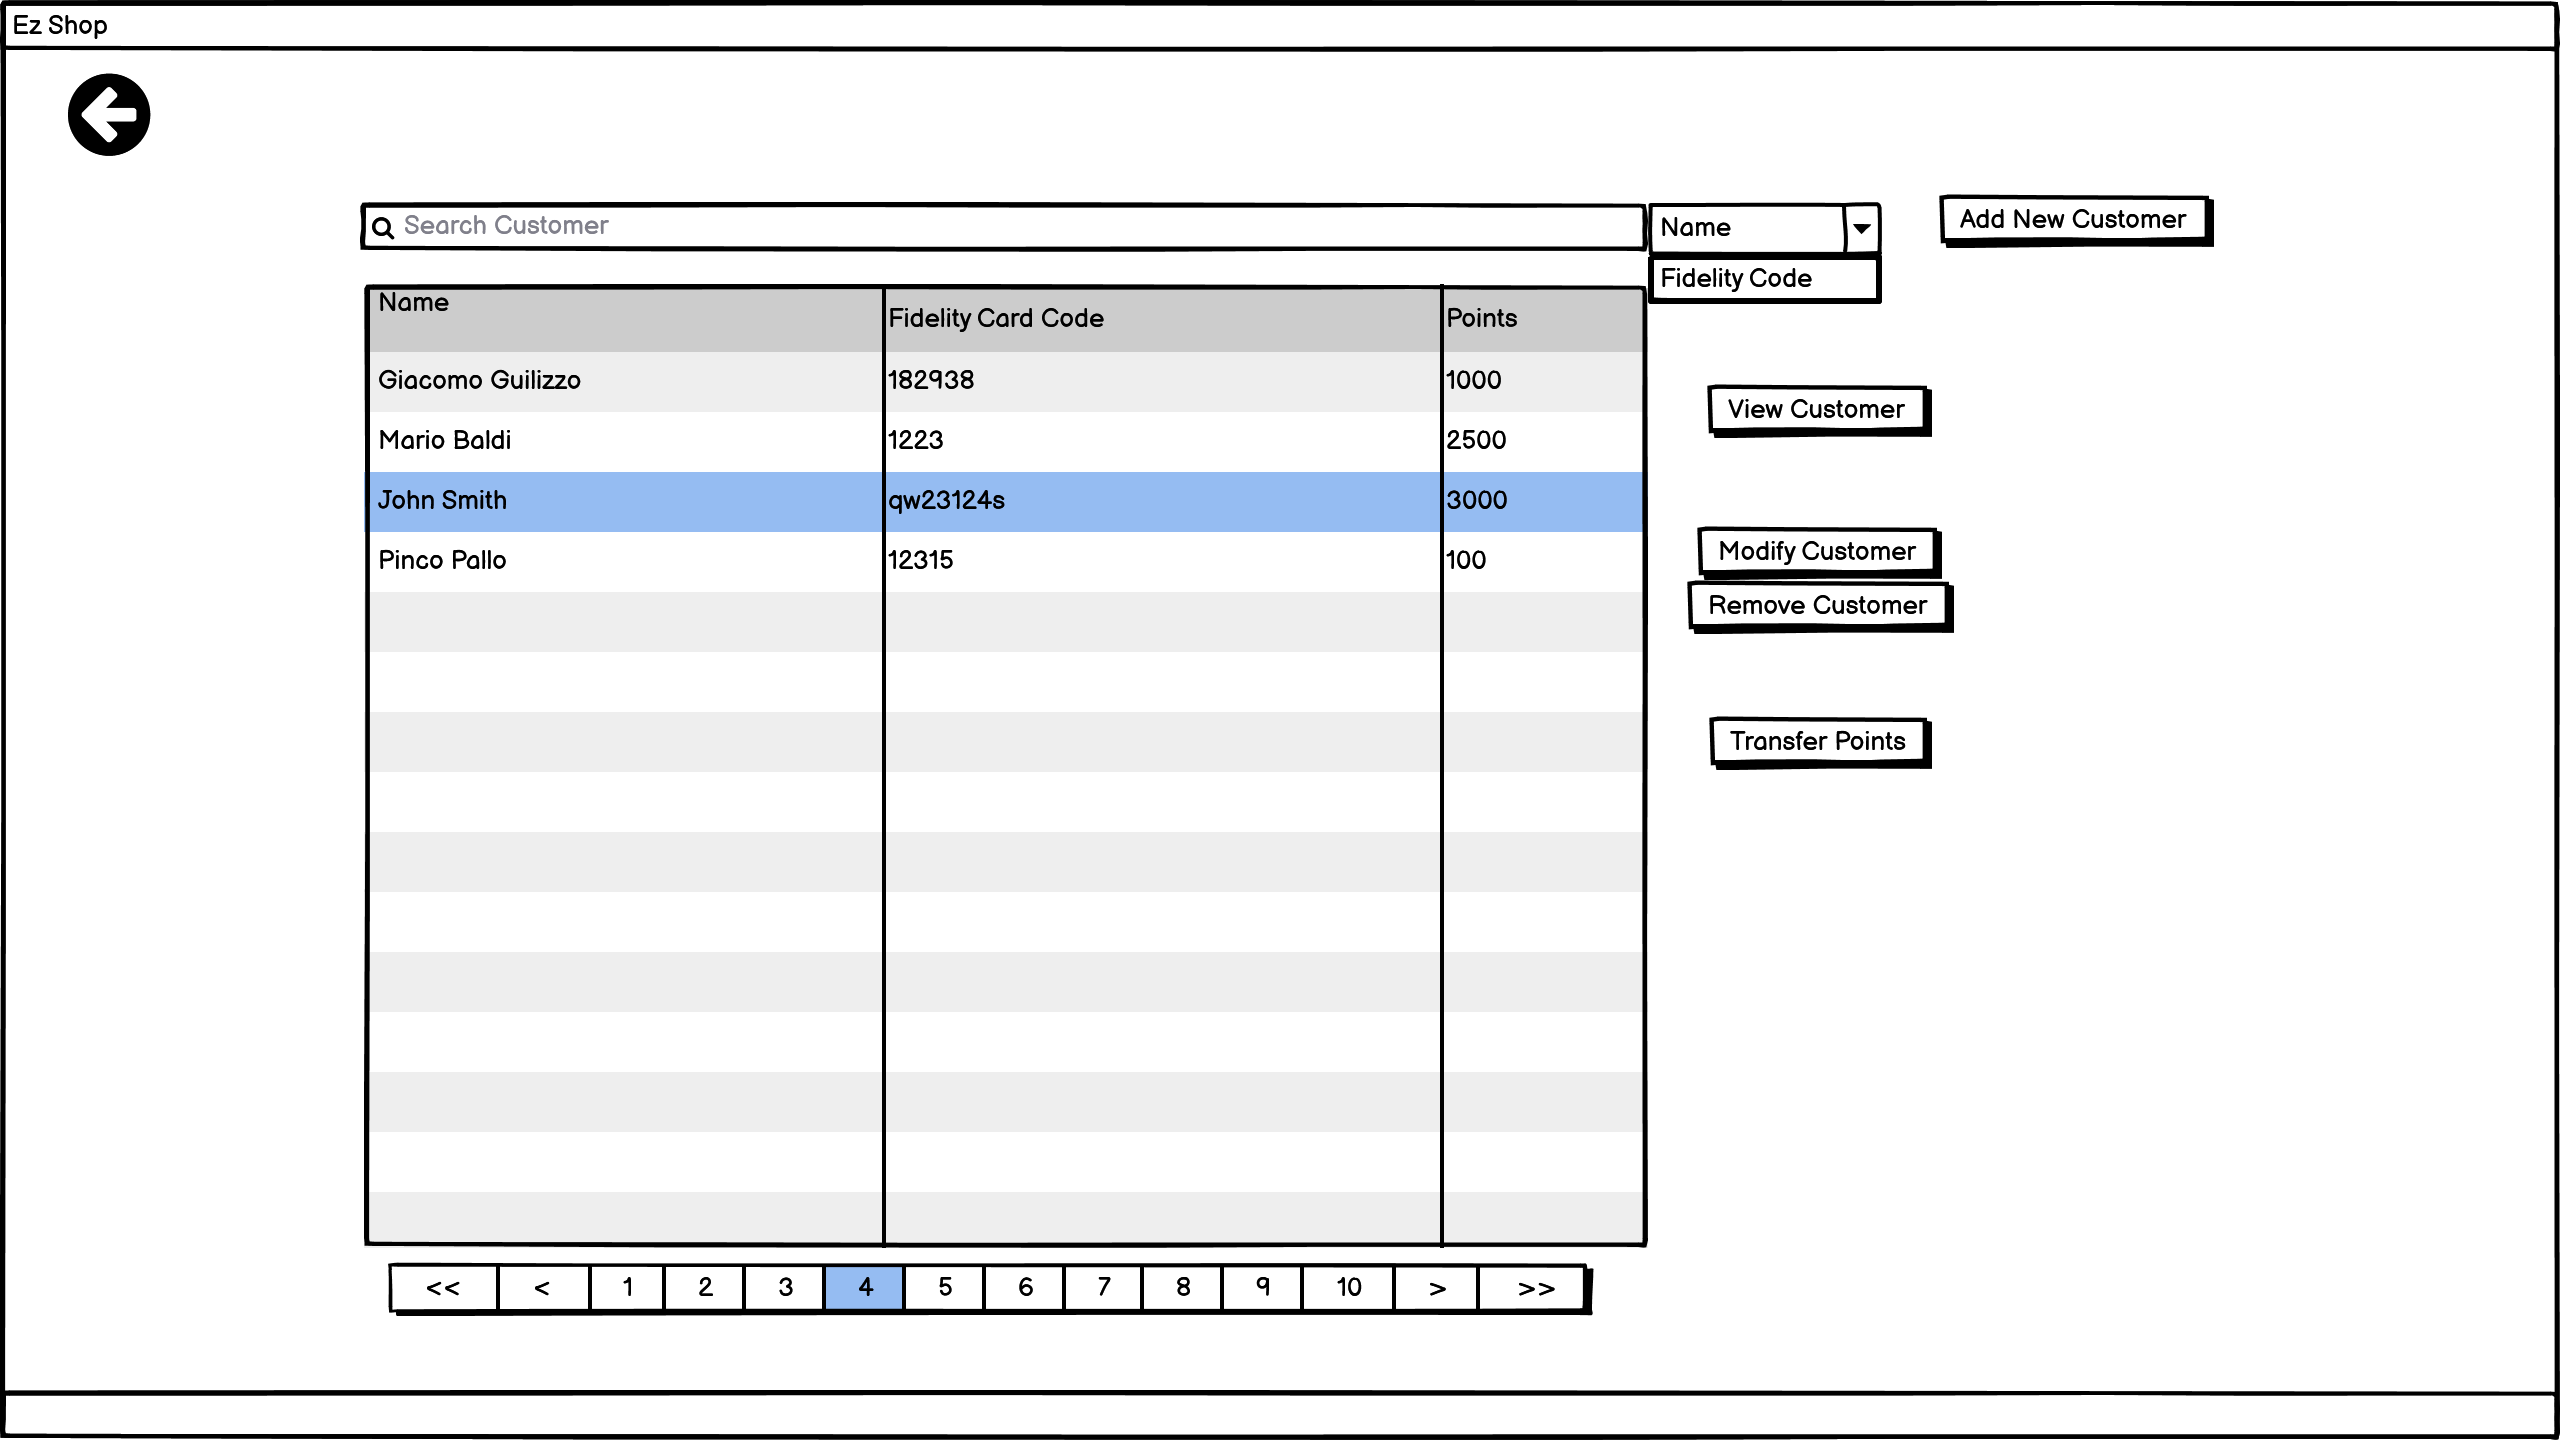 Ez Shop
Search Customer
Name
Add New Customer
Fidelity Code
Name Fidelity Card Code Points
Giacomo Guilizzo 182938 1000
Mario Baldi 1223 2500
John Smith qw23124s 3000
Pinco Pallo 12315 100
View Customer
Modify Customer
Remove Customer
Transfer Points
<< < 1 2 3 4 5 6 7 8 9 10 > >>